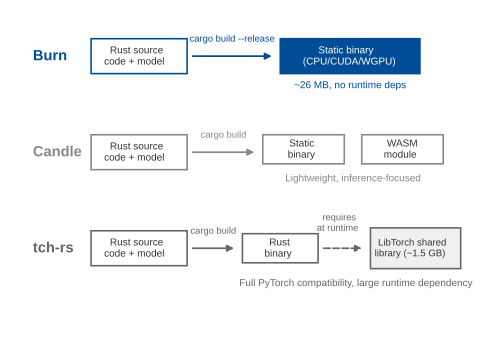 Burn
Rust source
code + model
cargo build --release
Static binary
(CPU/CUDA/WGPU)
~26 MB, no runtime deps
Candle
Rust source
code + model
cargo build
Static
binary
WASM
module
Lightweight, inference-focused
tch-rs
Rust source
code + model
cargo build
Rust
binary
requires
at runtime
LibTorch shared
library (~1.5 GB)
Full PyTorch compatibility, large runtime dependency